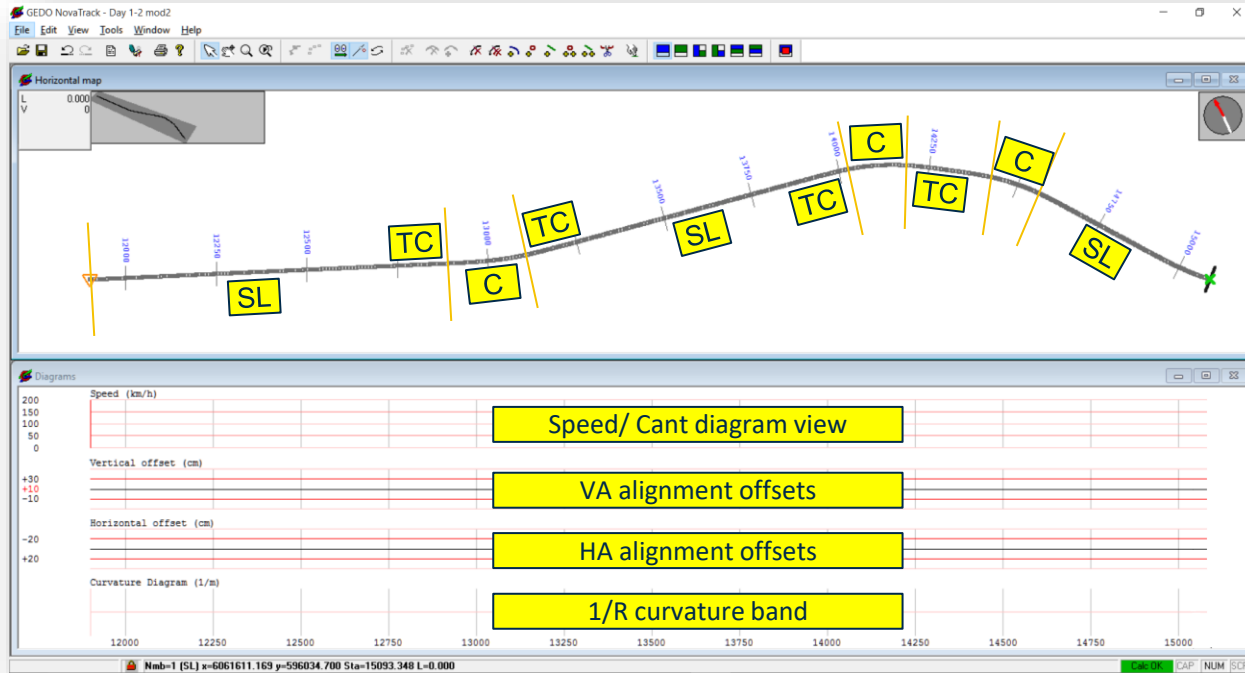 GEDO NovaTrack - Day 1-2 mod2
File Edit View Tools Window Help
Horizontal map
L 0.000
V 0
12000
12250
12500
13000
13500
13750
14000
14250
14750
15000
SL
TC
C
TC
SL
TC
C
TC
C
SL
Diagrams
Speed (km/h)
200
150
100
50
0
Speed/ Cant diagram view
Vertical offset (cm)
+30
+10
-10
VA alignment offsets
Horizontal offset (cm)
-20
+20
HA alignment offsets
Curvature Diagram (1/m)
1/R curvature band
12000 12250 12500 12750 13000 13250 13500 13750 14000 14250 14500 14750 15000
Nmb=1 (SL) x=6061611.169 y=596034.700 Sta=15093.348 L=0.000
Calc OK CAP NUM SCR